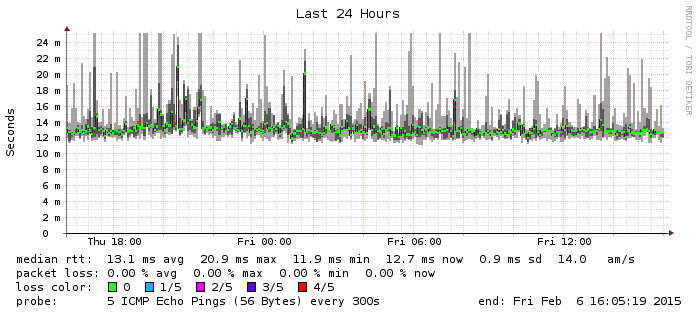 Last 24 Hours
RRDTOOL / TOBI OETIKER
Seconds
24 m
22 m
20 m
18 m
16 m
14 m
12 m
10 m
8 m
6 m
4 m
2 m
0
Thu 18:00 Fri 00:00 Fri 06:00 Fri 12:00
median rtt: 13.1 ms avg 20.9 ms max 11.9 ms min 12.7 ms now 0.9 ms sd 14.0 am/s
packet loss: 0.00 % avg 0.00 % max 0.00 % min 0.00 % now
loss color: 0 1/5 2/5 3/5 4/5
probe: 5 ICMP Echo Pings (56 Bytes) every 300s end: Fri Feb 6 16:05:19 2015